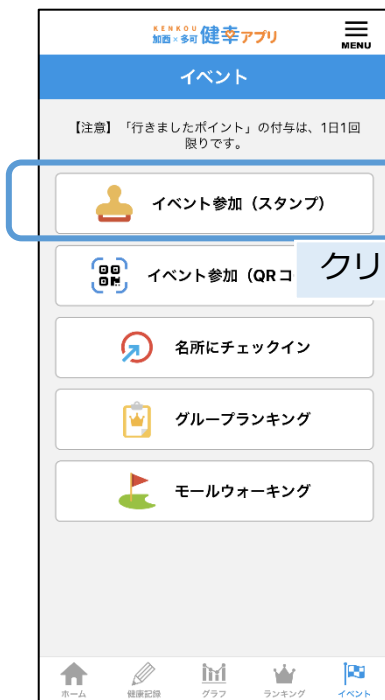 KENKOU
加西×多可 健幸アプリ
MENU
イベント
【注意】「行きましたポイント」の付与は、1日1回
限りです。
イベント参加（スタンプ）
イベント参加（QRコ
クリ
名所にチェックイン
グループランキング
モールウォーキング
ホーム 健康記録 グラフ ランキング イベント